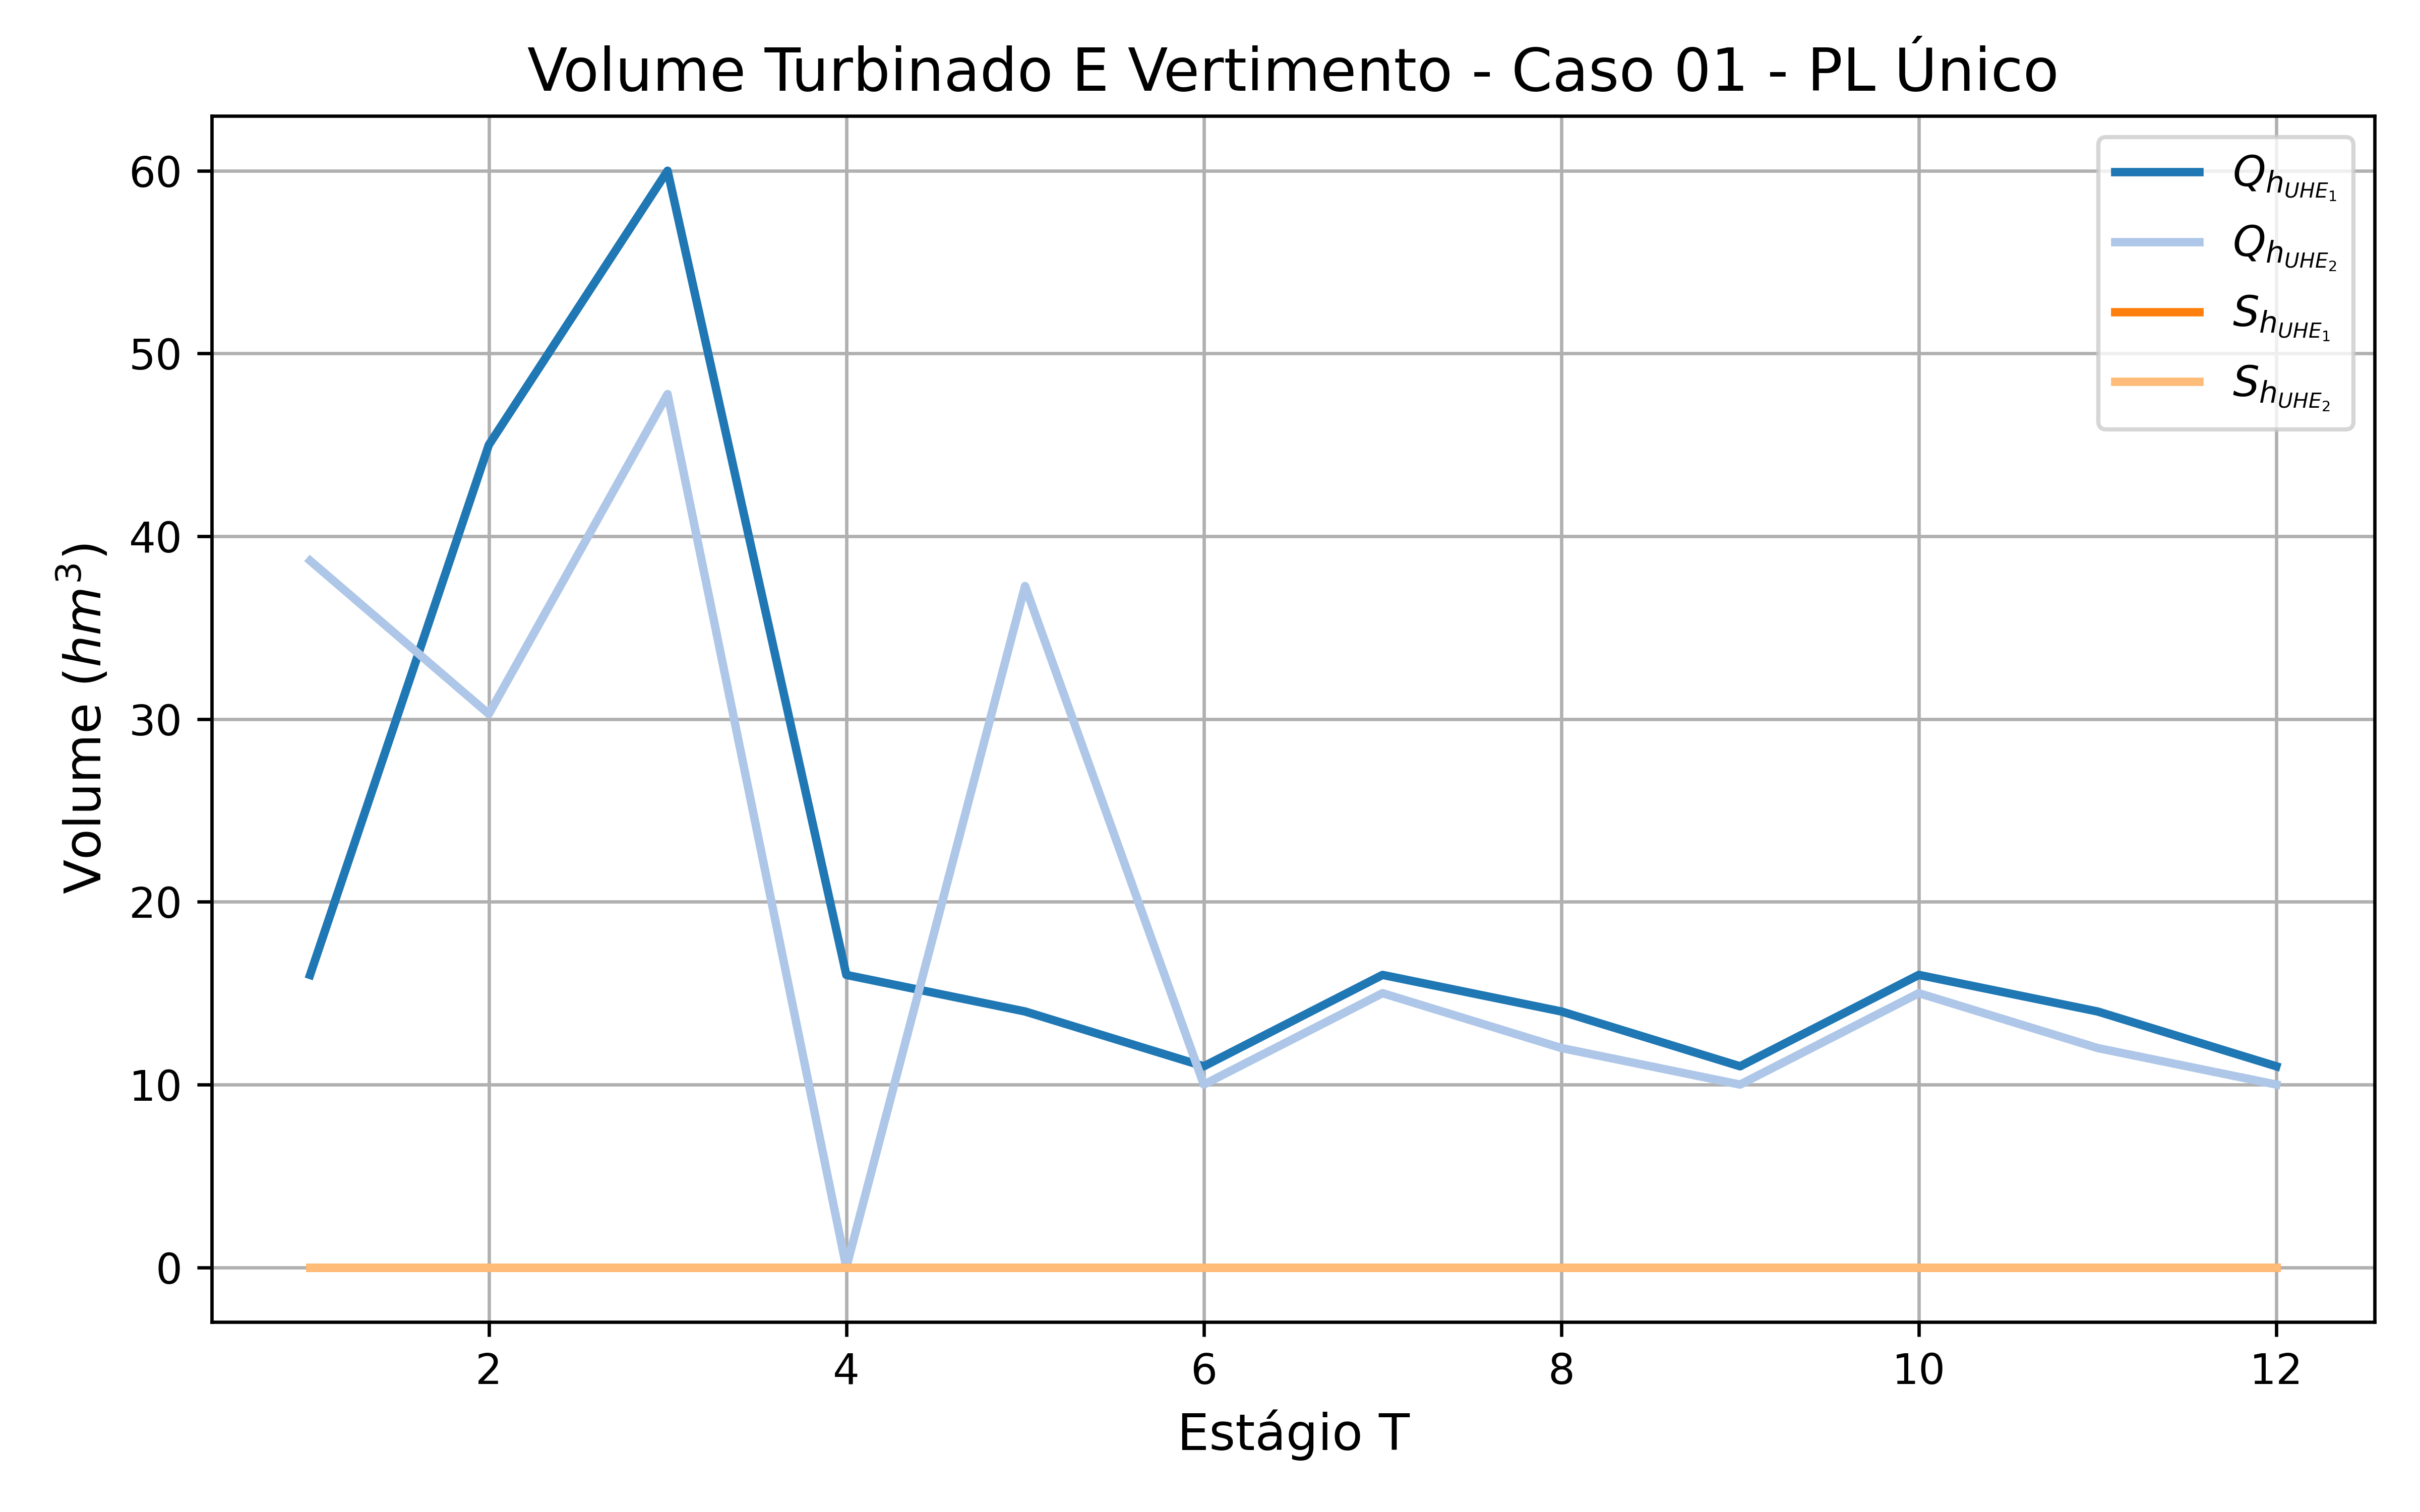 Volume Turbinado E Vertimento - Caso 01 - PL Único
60
50
40
30
20
10
0
Volume (hm³)
2 4 6 8 10 12
Estágio T
Q_{h_{UHE_1}}
Q_{h_{UHE_2}}
S_{h_{UHE_1}}
S_{h_{UHE_2}}